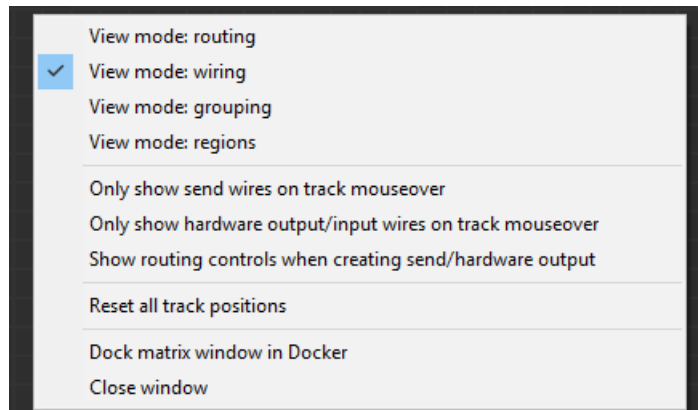 View mode: routing
View mode: wiring
View mode: grouping
View mode: regions
Only show send wires on track mouseover
Only show hardware output/input wires on track mouseover
Show routing controls when creating send/hardware output
Reset all track positions
Dock matrix window in Docker
Close window